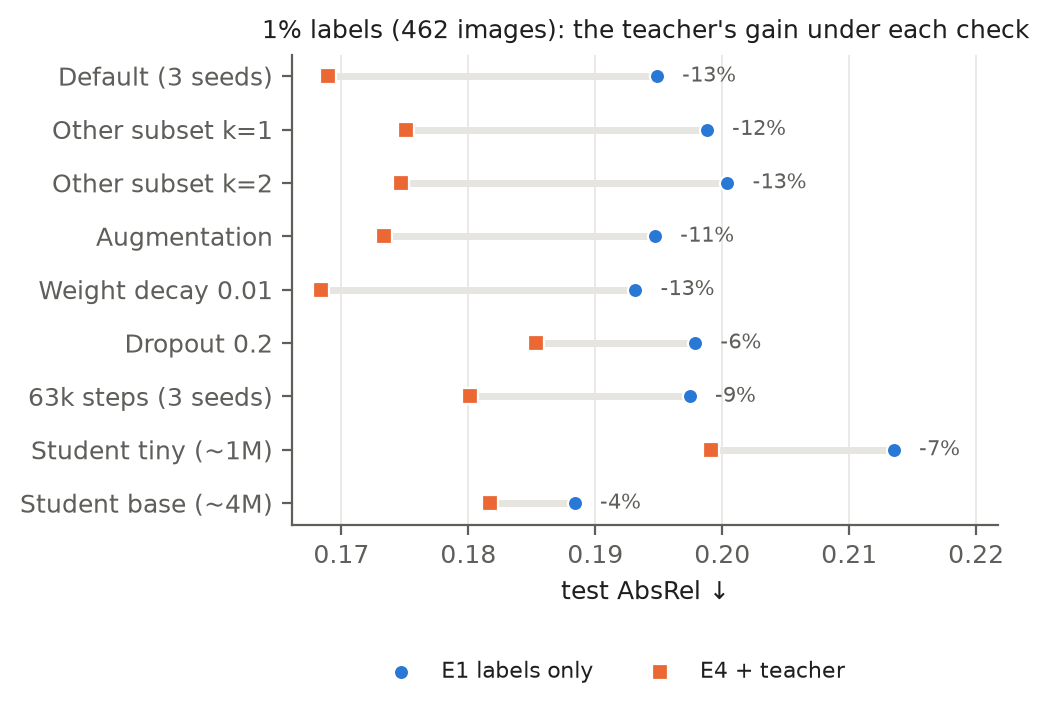 1% labels (462 images): the teacher's gain under each check
Default (3 seeds)
-13%
Other subset k=1
-12%
Other subset k=2
-13%
Augmentation
-11%
Weight decay 0.01
-13%
Dropout 0.2
-6%
63k steps (3 seeds)
-9%
Student tiny (~1M)
-7%
Student base (~4M)
-4%
0.17 0.18 0.19 0.20 0.21 0.22
test AbsRel ↓
E1 labels only
E4 + teacher